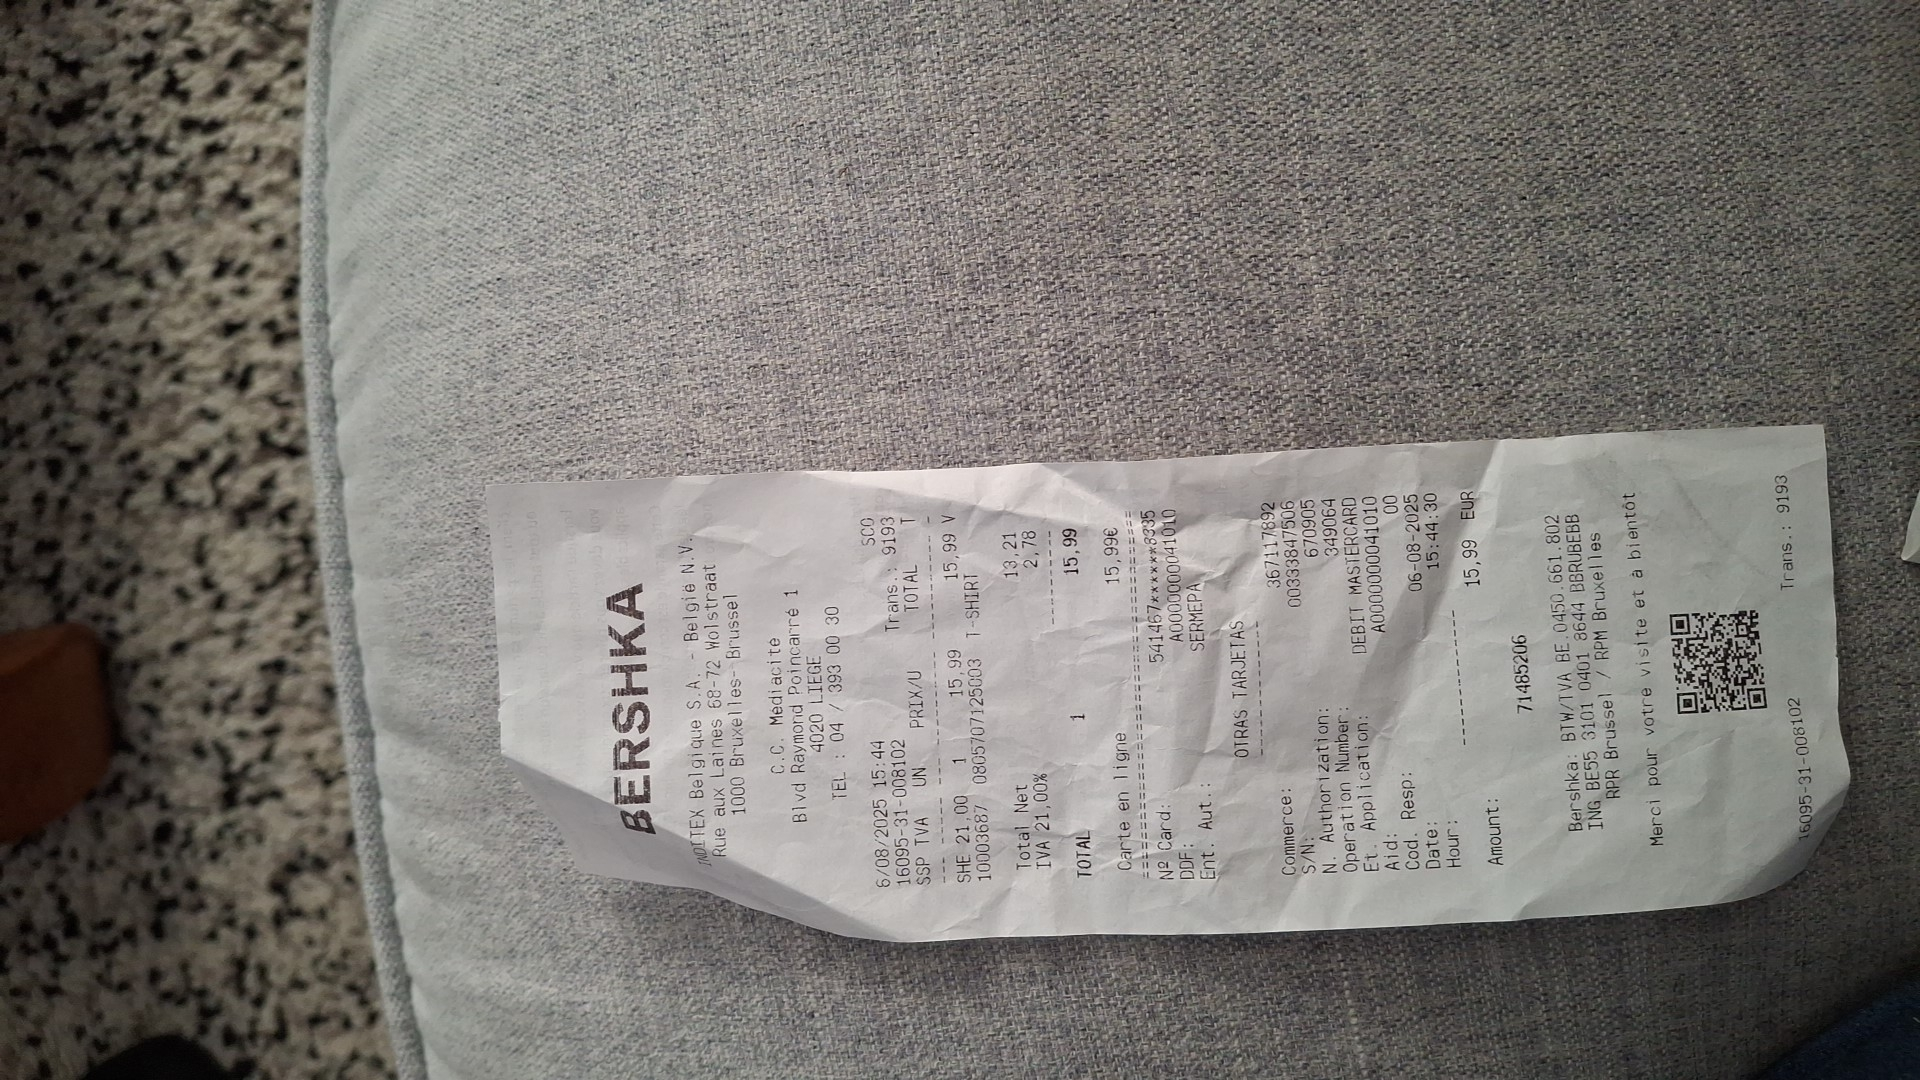 BERSHKA
INDITEX Belgique S.A. - België N.V.
Rue aux Laines 68-72 Wolstraat
1000 Bruxelles- Brussel
C.C. Mediacité
Blvd Raymond Poincarré 1
4020 LIEGE
TEL : 04 / 393 00 30
SCO
6/08/2025 15:44 Trans.: 9193
16095-31-008102
SSP TVA UN PRIX/U TOTAL T
SHE 21,00 1 15,99 15,99 V
10003687 0805707125003 T-SHIRT
Total Net 13,21
IVA 21,00% 2,78
TOTAL 1 15,99
Carte en ligne 15,99€
Nº Card: 541467******8335
DDF: A0000000041010
Ent. Aut.: SERMEPA
OTRAS TARJETAS
Commerce: 367117892
S/N: 00333847506
N. Authorization: 670905
Operation Number: 349064
Et. Application: DEBIT MASTERCARD
Aid: A0000000041010
Cod. Resp: 00
Date: 06-08-2025
Hour: 15:44:30
Amount: 15,99 EUR
71485206
Bershka: BTW/TVA BE 0450.661.802
ING BE55 3101 0401 8644 BBRUBEBB
RPR Brussel / RPM Bruxelles
Merci pour votre visite et à bientôt
16095-31-008102 Trans.: 9193